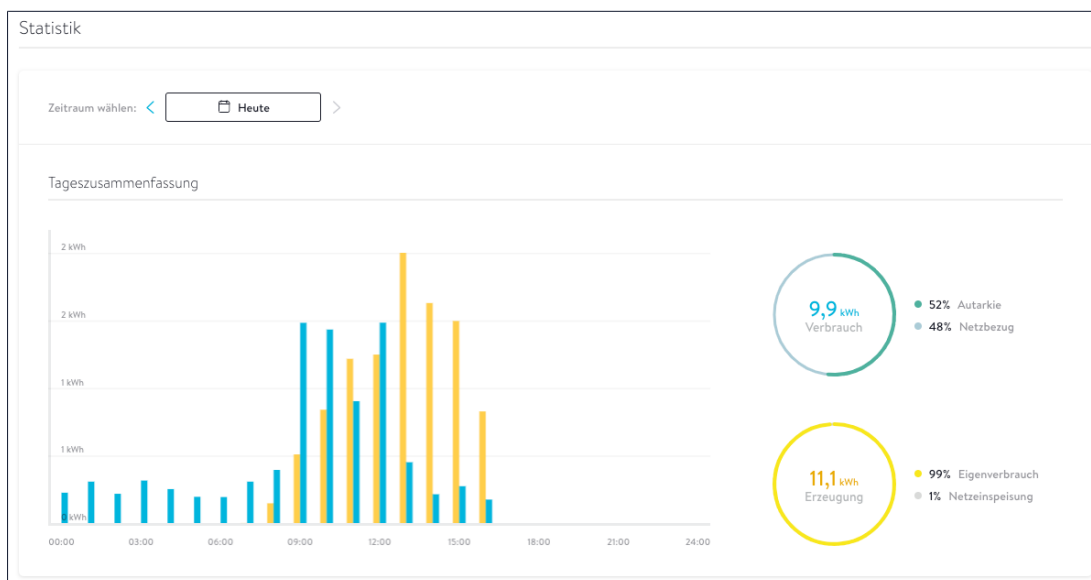 Statistik
Zeitraum wählen: Heute
Tageszusammenfassung
2 kWh
2 kWh
1 kWh
1 kWh
0 kWh
00:00 03:00 06:00 09:00 12:00 15:00 18:00 21:00 24:00
9,9 kWh
Verbrauch
52% Autarkie
48% Netzbezug
11,1 kWh
Erzeugung
99% Eigenverbrauch
1% Netzeinspeisung